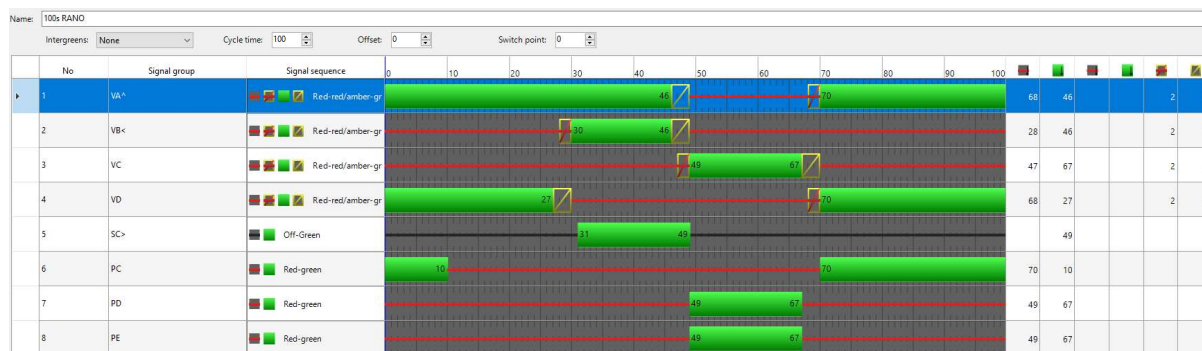 Name: 100s RANO
Intergreens: None Cycle time: 100 Offset: 0 Switch point: 0
No Signal group Signal sequence 0 10 20 30 40 50 60 70 80 90 100
1 VA^ Red-red/amber-gr 46 70 68 46 2
2 VB< Red-red/amber-gr 30 46 28 46 2
3 VC Red-red/amber-gr 49 67 47 67 2
4 VD Red-red/amber-gr 27 70 68 27 2
5 SC> Off-Green 31 49 49
6 PC Red-green 10 70 70 10
7 PD Red-green 49 67 49 67
8 PE Red-green 49 67 49 67